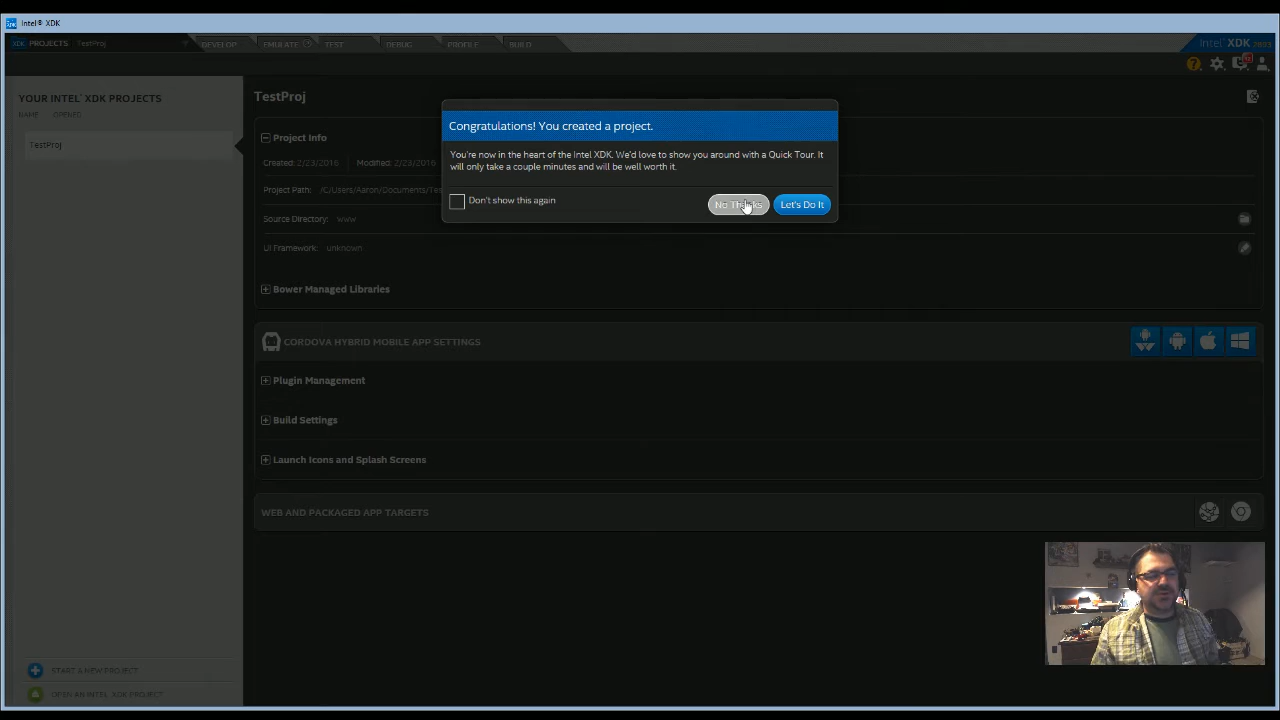 Intel® XDK
XDK PROJECTS TestProj DEVELOP EMULATE TEST DEBUG PROFILE BUILD Intel® XDK 2893
YOUR INTEL® XDK PROJECTS
NAME OPENED
TestProj
START A NEW PROJECT
OPEN AN INTEL XDK PROJECT
TestProj
Project Info
Created: 2/23/2016 Modified: 2/23/2016
Project Path: /C/Users/Aaron/Documents/Tes
Source Directory: www
UI Framework: unknown
Bower Managed Libraries
CORDOVA HYBRID MOBILE APP SETTINGS
Plugin Management
Build Settings
Launch Icons and Splash Screens
WEB AND PACKAGED APP TARGETS
Congratulations! You created a project.
You're now in the heart of the Intel XDK. We'd love to show you around with a Quick Tour. It
will only take a couple minutes and will be well worth it.
Don't show this again
No Thanks Let's Do It